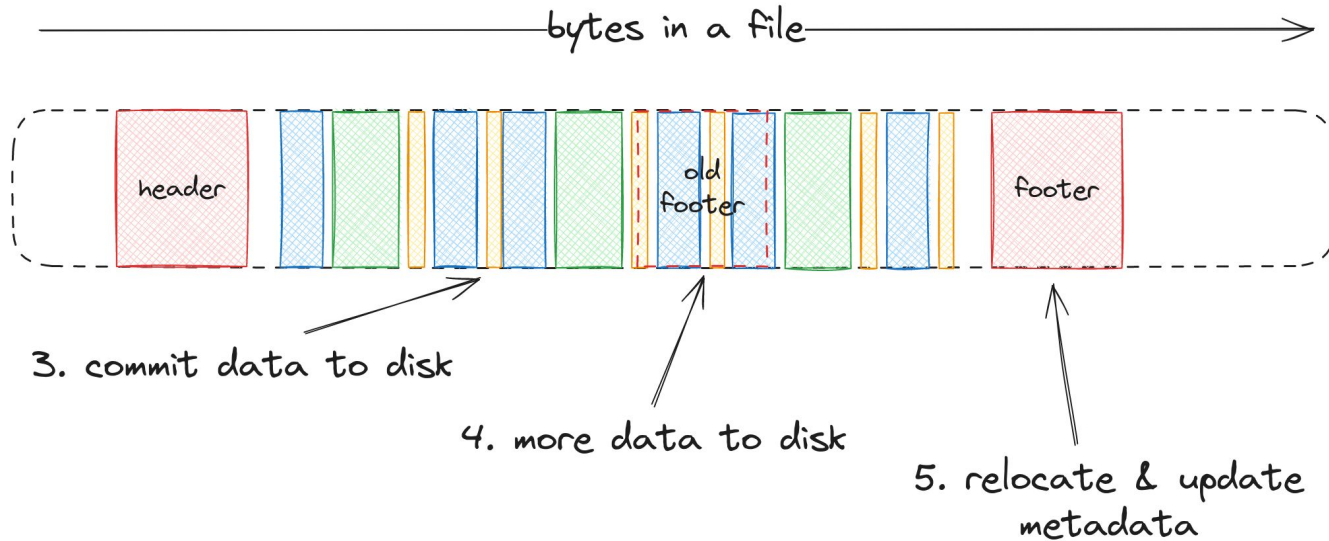 bytes in a file
header
old
footer
footer
3. commit data to disk
4. more data to disk
5. relocate & update
metadata